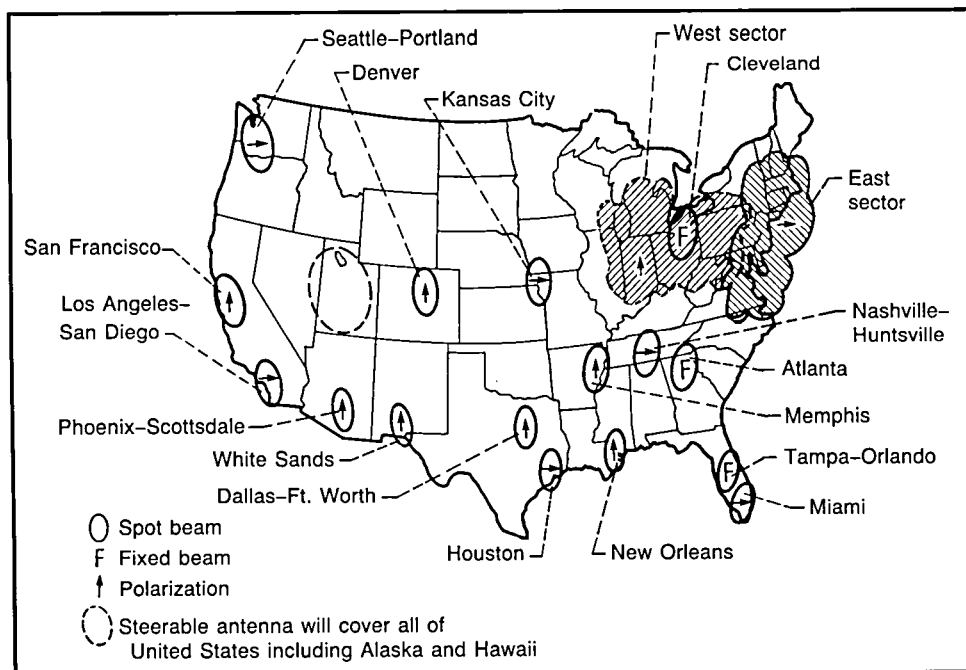 Seattle–Portland
Denver
Kansas City
West sector
Cleveland
East
sector
San Francisco
Los Angeles–
San Diego
Phoenix–Scottsdale
White Sands
Dallas–Ft. Worth
Houston
New Orleans
Nashville–
Huntsville
Atlanta
Memphis
Tampa–Orlando
Miami
F
F
F
Spot beam
F Fixed beam
Polarization
Steerable antenna will cover all of
United States including Alaska and Hawaii